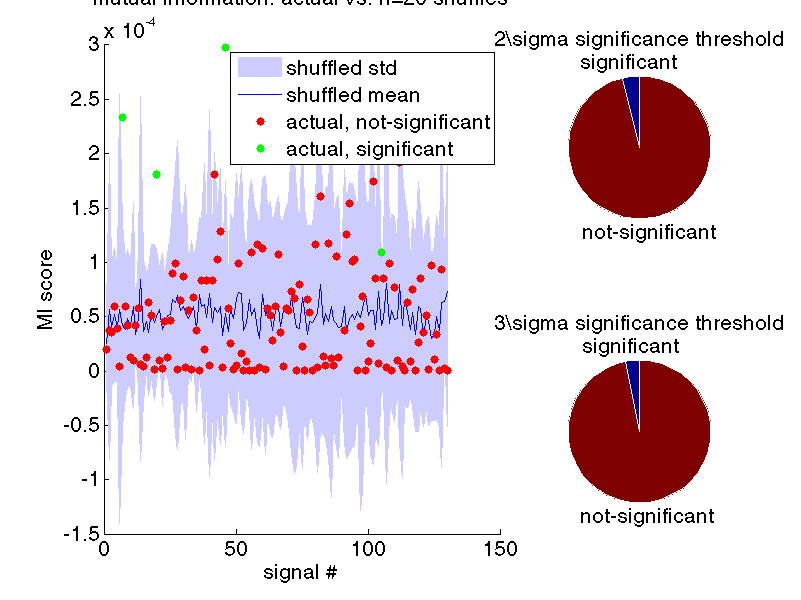 mutual information: actual vs. n=20 shuffles
x 10^-4
3
2.5
2
1.5
1
0.5
0
-0.5
-1
-1.5
0
50
100
150
MI score
signal #
shuffled std
shuffled mean
actual, not-significant
actual, significant
2\sigma significance threshold
significant
not-significant
3\sigma significance threshold
significant
not-significant